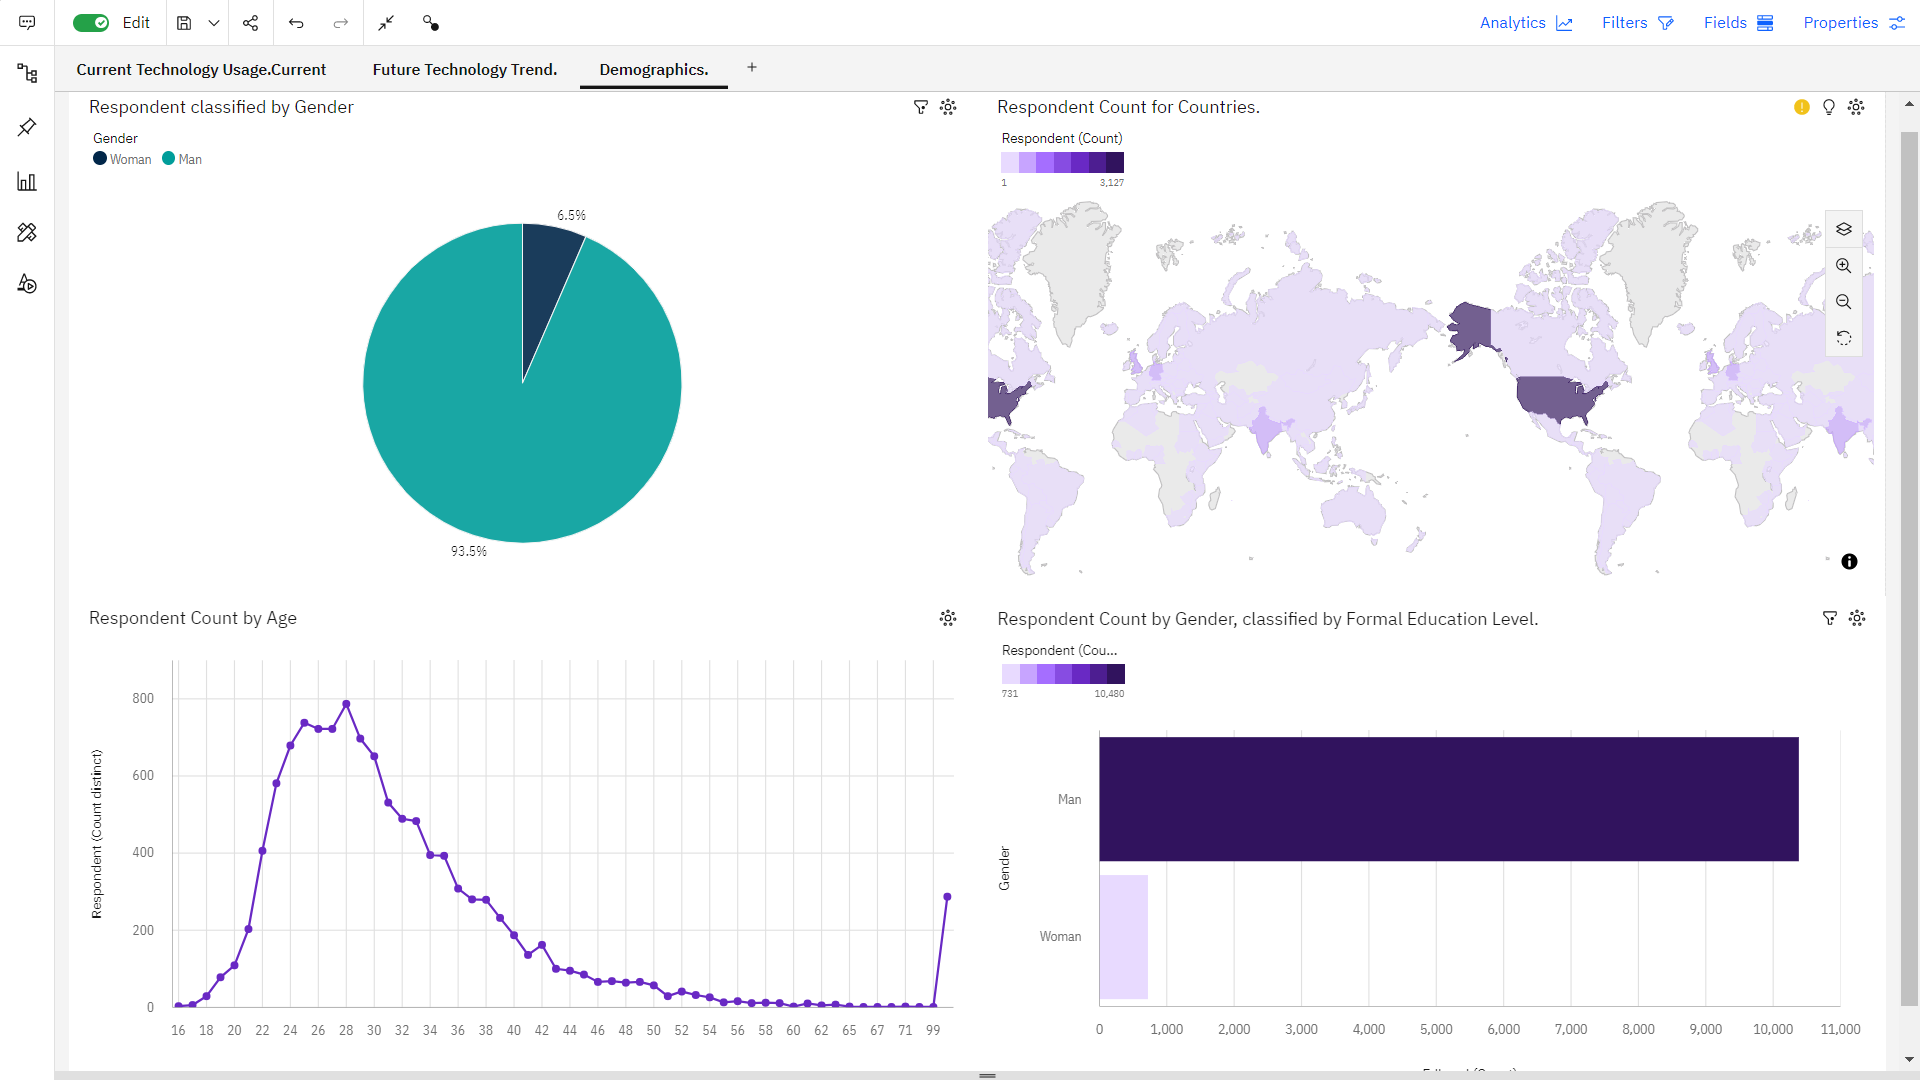 Edit
Analytics
Filters
Fields
Properties
Current Technology Usage.Current
Future Technology Trend.
Demographics.
Respondent classified by Gender
Gender
Woman Man
6.5%
93.5%
Respondent Count for Countries.
Respondent (Count)
1 3,127
Respondent Count by Age
Respondent (Count distinct)
800
600
400
200
0
16 18 20 22 24 26 28 30 32 34 36 38 40 42 44 46 48 50 52 54 56 58 60 62 65 67 71 99
Respondent Count by Gender, classified by Formal Education Level.
Respondent (Cou...
731 10,480
Gender
Man
Woman
0 1,000 2,000 3,000 4,000 5,000 6,000 7,000 8,000 9,000 10,000 11,000